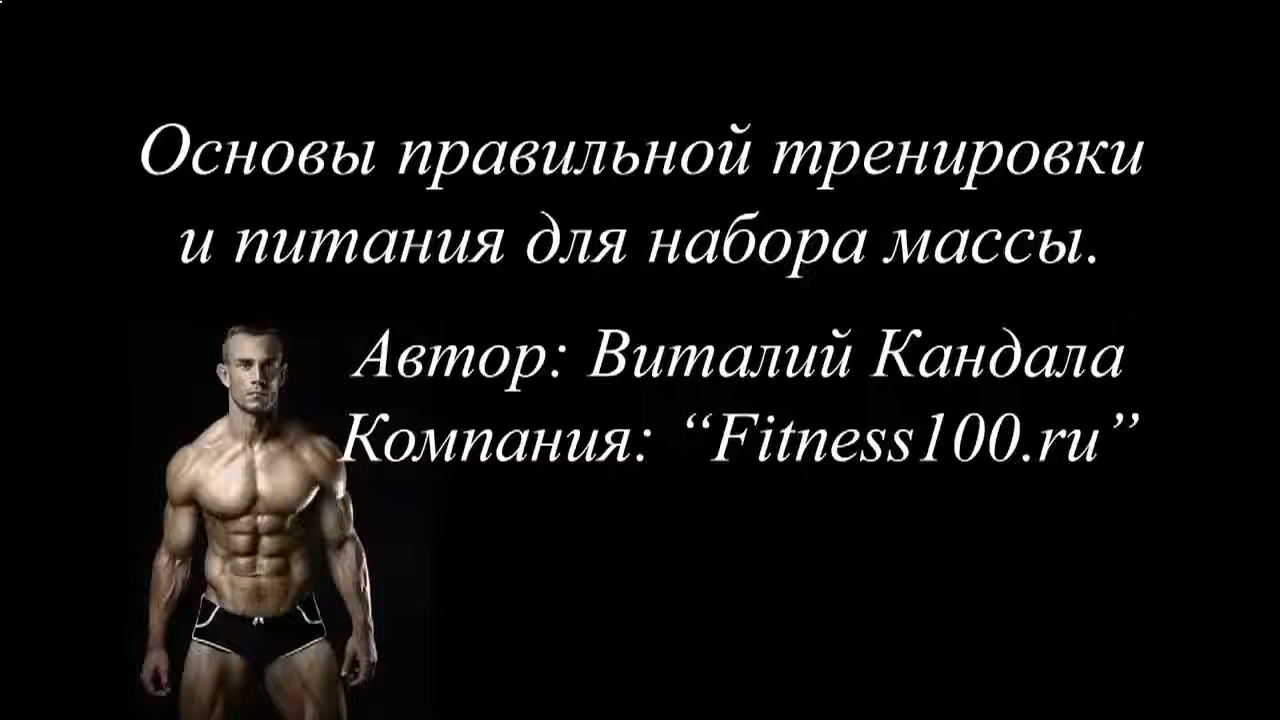 Основы правильной тренировки
и питания для набора массы.
Автор: Виталий Кандала
Компания: “Fitness100.ru”